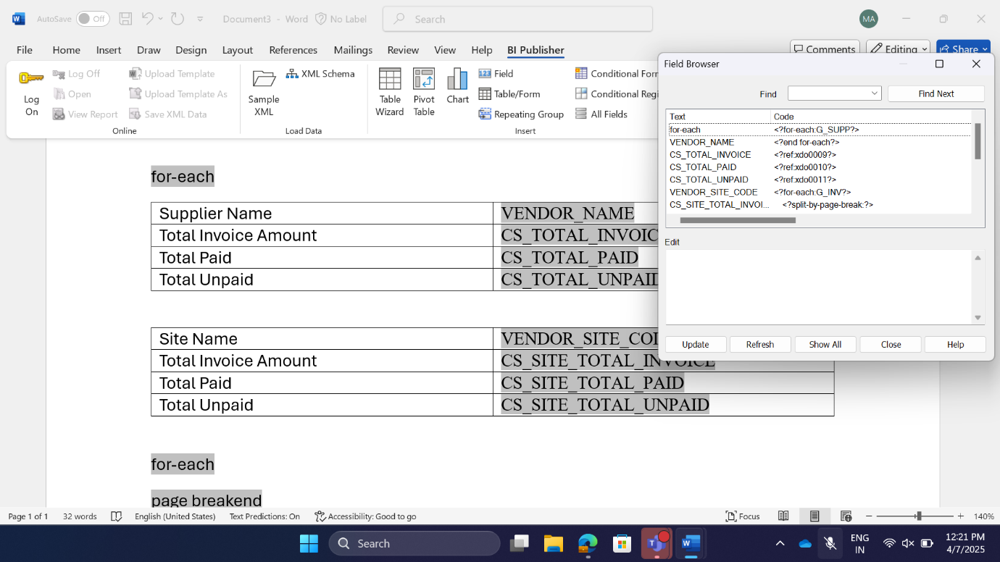 AutoSave Off Document3 - Word No Label Search MA
File Home Insert Draw Design Layout References Mailings Review View Help BI Publisher Comments Editing Share
Log On
Log Off
Open
View Report
Upload Template
Upload Template As
Save XML Data
Online
Sample XML
XML Schema
Load Data
Table Wizard
Pivot Table
Chart
Field
Table/Form
Repeating Group
Conditional Forr
Conditional Regi
All Fields
Insert
Field Browser
Find Find Next
Text Code
for-each <?for-each:G_SUPP?>
VENDOR_NAME <?end for-each?>
CS_TOTAL_INVOICE <?ref:xdo0009?>
CS_TOTAL_PAID <?ref:xdo0010?>
CS_TOTAL_UNPAID <?ref:xdo0011?>
VENDOR_SITE_CODE <?for-each:G_INV?>
CS_SITE_TOTAL_INVOI... <?split-by-page-break:?>
Edit
Update Refresh Show All Close Help
for-each
Supplier Name VENDOR_NAME
Total Invoice Amount CS_TOTAL_INVOIC
Total Paid CS_TOTAL_PAID
Total Unpaid CS_TOTAL_UNPAID
Site Name VENDOR_SITE_COD
Total Invoice Amount CS_SITE_TOTAL_INVOICE
Total Paid CS_SITE_TOTAL_PAID
Total Unpaid CS_SITE_TOTAL_UNPAID
for-each
page breakend
Page 1 of 1 32 words English (United States) Text Predictions: On Accessibility: Good to go Focus 140%
Search
ENG
IN
12:21 PM
4/7/2025